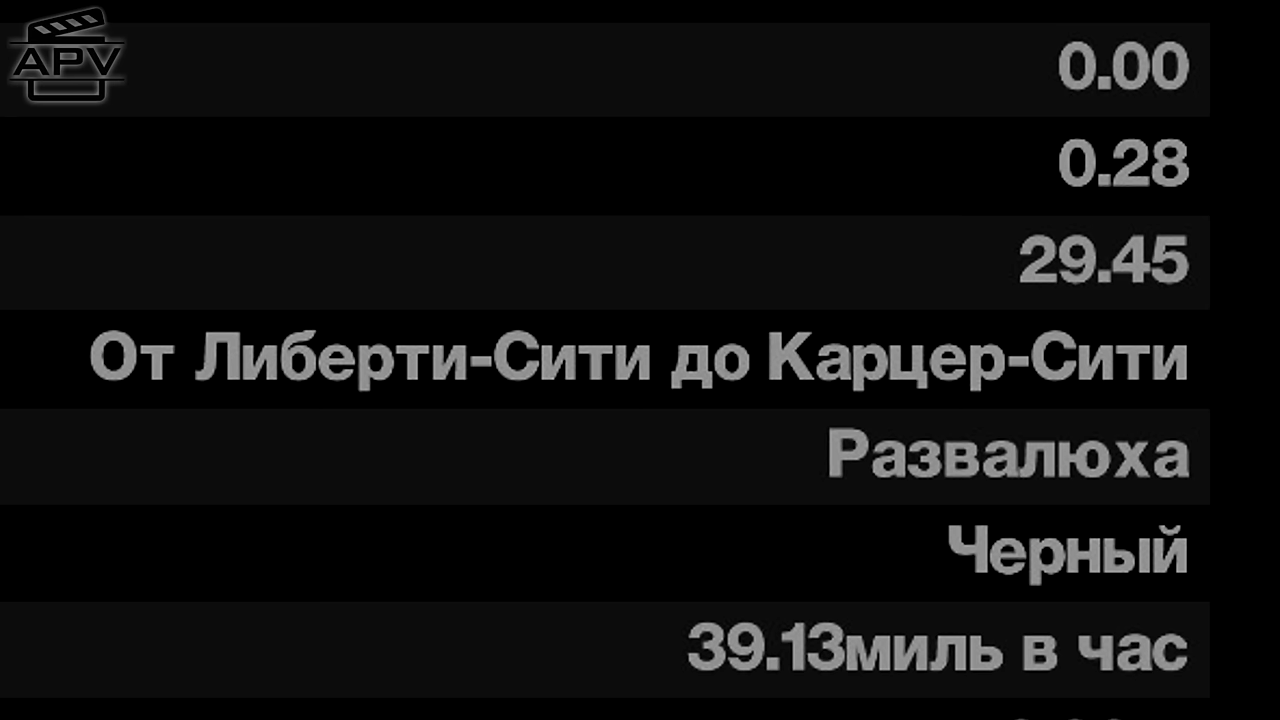 APV
0.00
0.28
29.45
От Либерти-Сити до Карцер-Сити
Развалюха
Черный
39.13миль в час